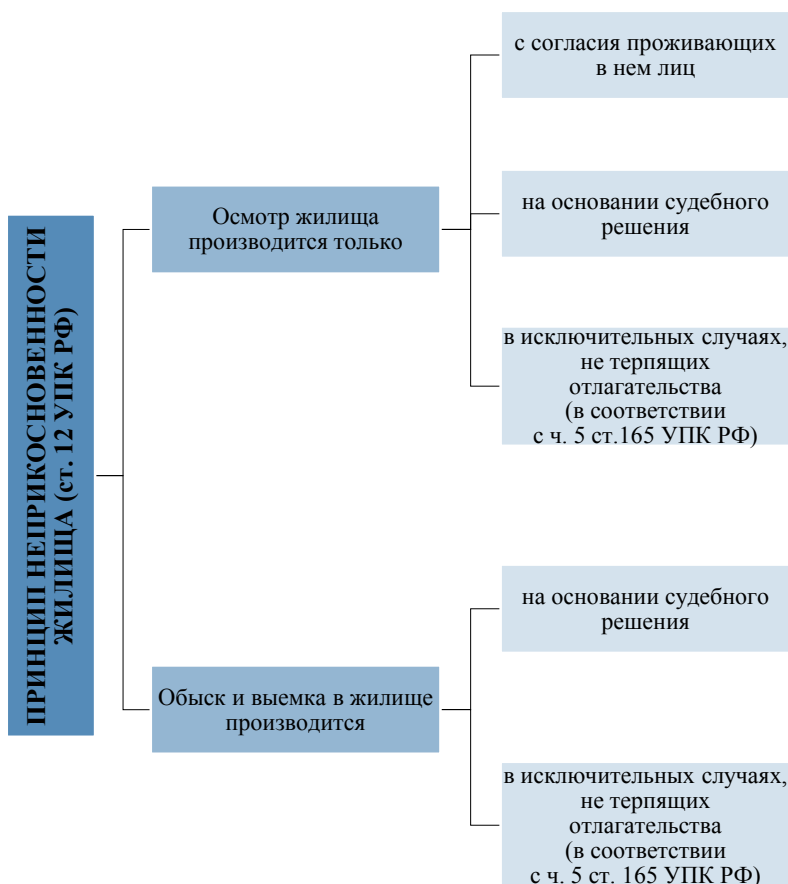 ПРИНЦИП НЕПРИКОСНОВЕННОСТИ
ЖИЛИЩА (ст. 12 УПК РФ)
Осмотр жилища
производится только
с согласия проживающих
в нем лиц
на основании судебного
решения
в исключительных случаях,
не терпящих
отлагательства
(в соответствии
с ч. 5 ст.165 УПК РФ)
Обыск и выемка в жилище
производится
на основании судебного
решения
в исключительных случаях,
не терпящих
отлагательства
(в соответствии
с ч. 5 ст. 165 УПК РФ)